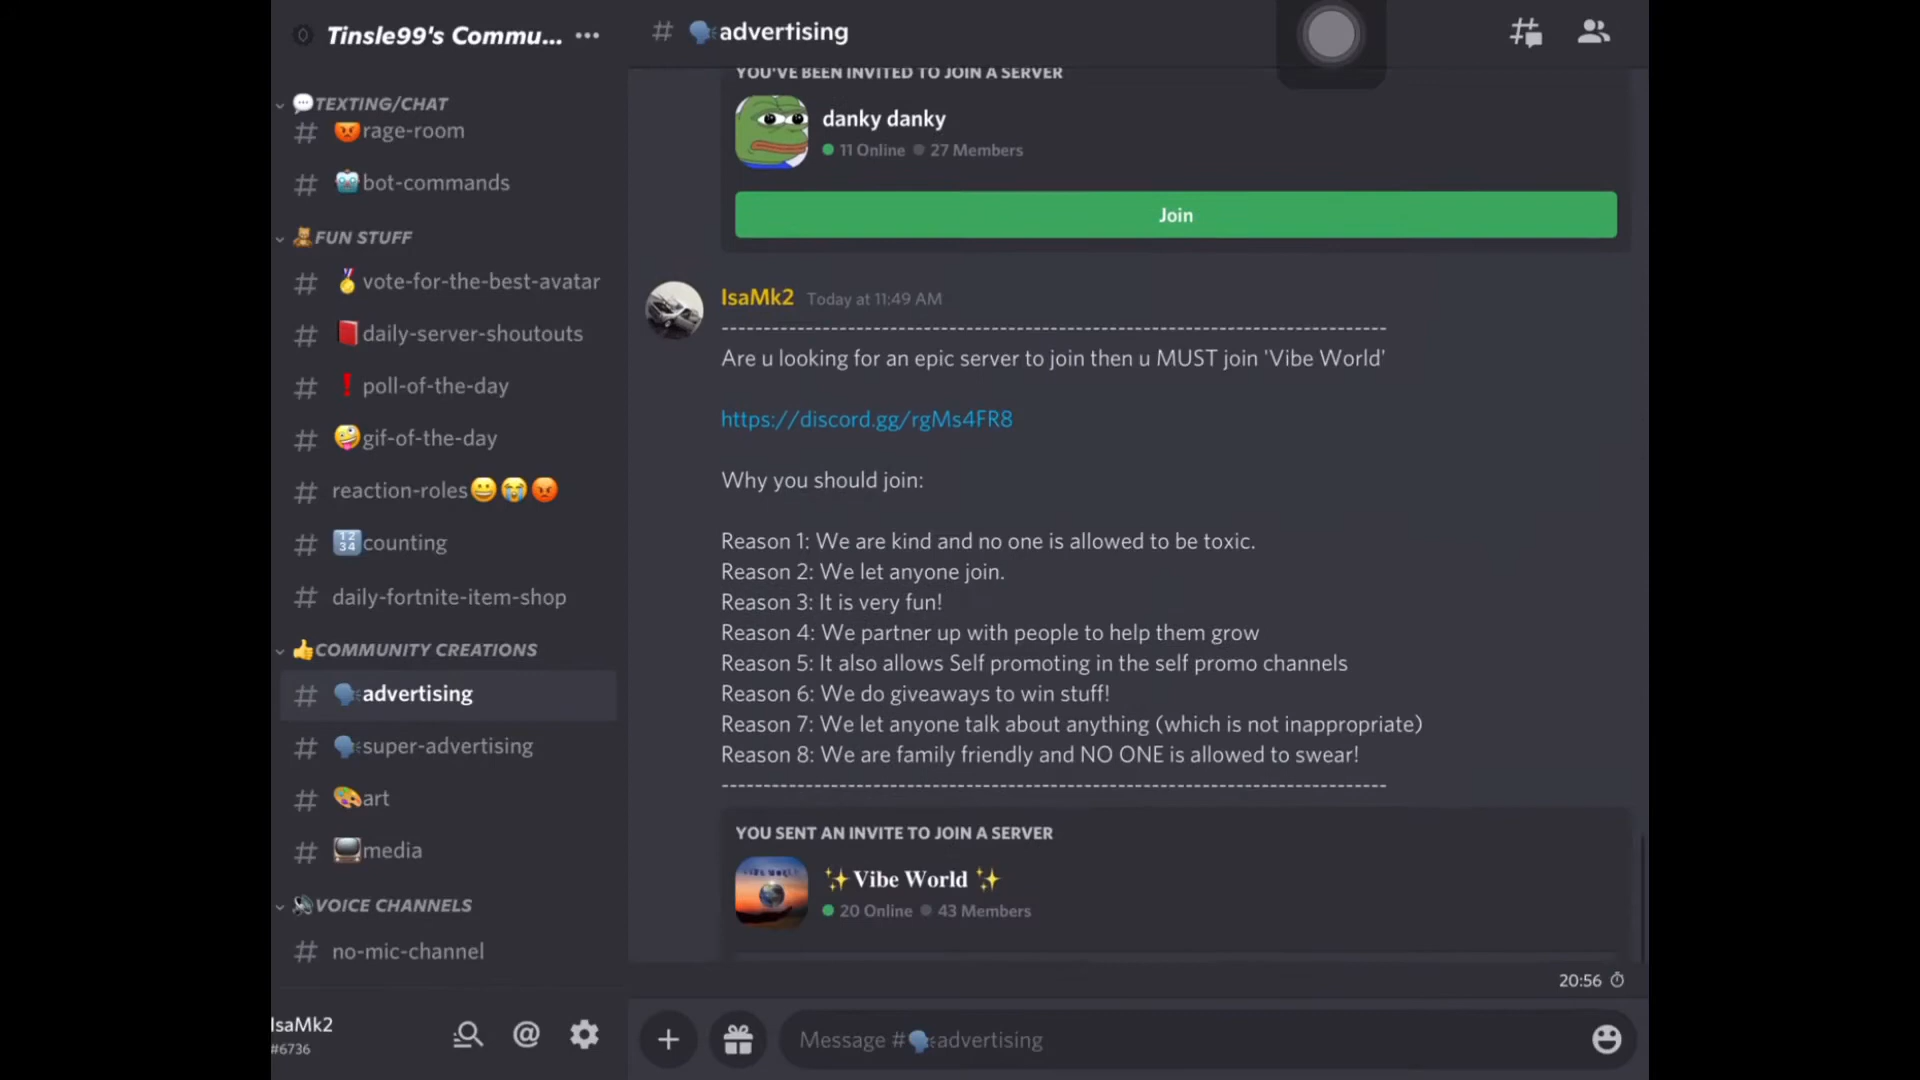 Tinsle99's Commu...
TEXTING/CHAT
rage-room
bot-commands
FUN STUFF
vote-for-the-best-avatar
daily-server-shoutouts
poll-of-the-day
gif-of-the-day
reaction-roles
counting
daily-fortnite-item-shop
COMMUNITY CREATIONS
advertising
super-advertising
art
media
VOICE CHANNELS
no-mic-channel
IsaMk2
#6736
# advertising
YOU'VE BEEN INVITED TO JOIN A SERVER
danky danky
11 Online 27 Members
Join
IsaMk2 Today at 11:49 AM
--------------------------------------------------------------------------------
Are u looking for an epic server to join then u MUST join 'Vibe World'
https://discord.gg/rgMs4FR8
Why you should join:
Reason 1: We are kind and no one is allowed to be toxic.
Reason 2: We let anyone join.
Reason 3: It is very fun!
Reason 4: We partner up with people to help them grow
Reason 5: It also allows Self promoting in the self promo channels
Reason 6: We do giveaways to win stuff!
Reason 7: We let anyone talk about anything (which is not inappropriate)
Reason 8: We are family friendly and NO ONE is allowed to swear!
--------------------------------------------------------------------------------
YOU SENT AN INVITE TO JOIN A SERVER
✨Vibe World ✨
20 Online 43 Members
20:56
Message #🗣advertising